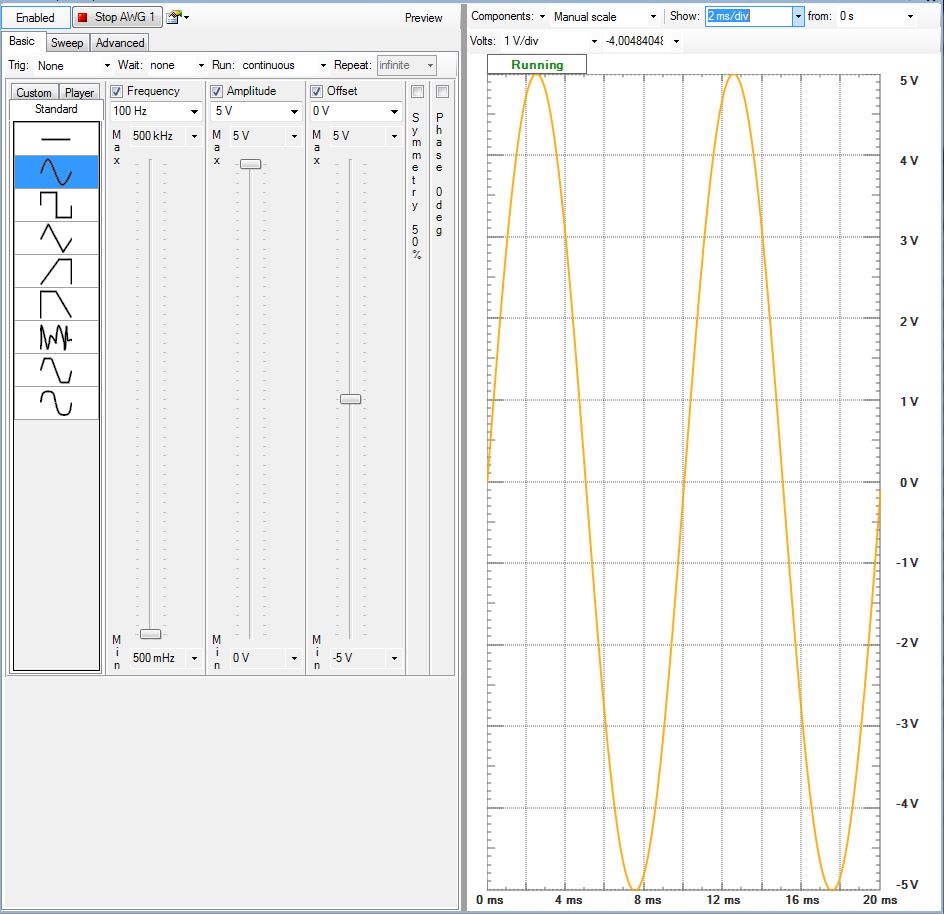 Enabled Stop AWG 1 Preview
Basic Sweep Advanced
Trig: None Wait: none Run: continuous Repeat: infinite
Custom Player
Standard
Frequency
100 Hz
Max 500 kHz
Min 500 mHz
Amplitude
5 V
Max 5 V
Min 0 V
Offset
0 V
Max 5 V
Min -5 V
Symmetry 50%
Phase 0deg
Components: Manual scale Show: 2 ms/div from: 0 s
Volts: 1 V/div -4,00484048
Running
5 V
4 V
3 V
2 V
1 V
0 V
-1 V
-2 V
-3 V
-4 V
-5 V
0 ms 4 ms 8 ms 12 ms 16 ms 20 ms